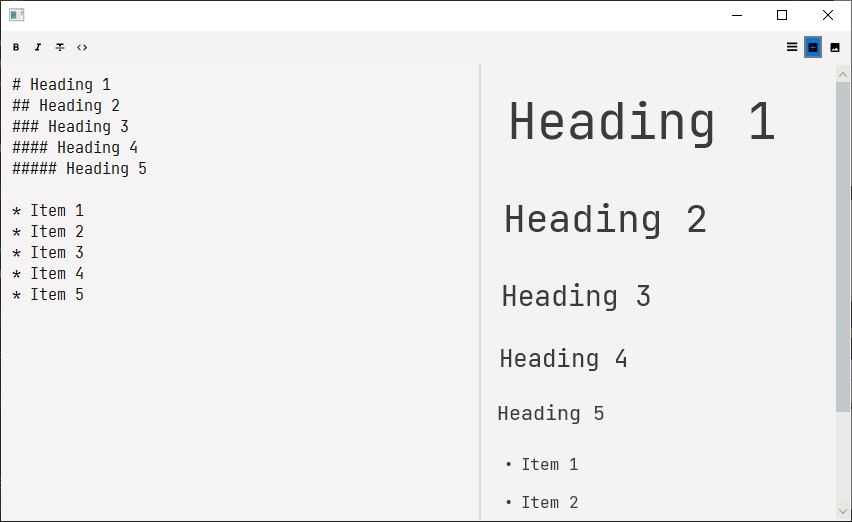 B I
# Heading 1
## Heading 2
### Heading 3
#### Heading 4
##### Heading 5
* Item 1
* Item 2
* Item 3
* Item 4
* Item 5
Heading 1
Heading 2
Heading 3
Heading 4
Heading 5
• Item 1
• Item 2